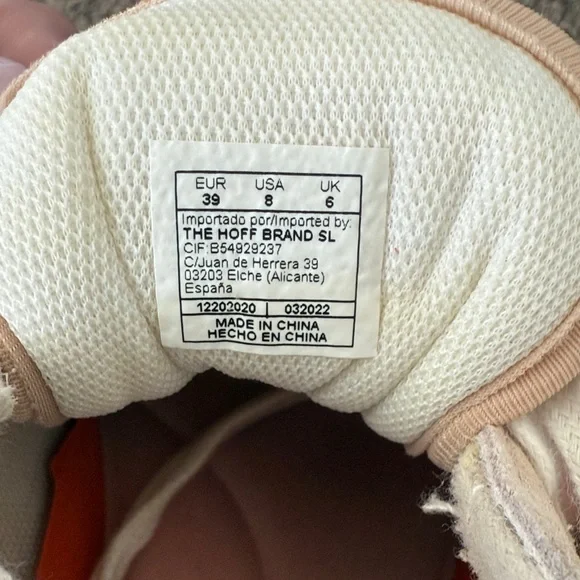 EUR USA UK
39 8 6
Importado por/Imported by:
THE HOFF BRAND SL
CIF:B54929237
C/Juan de Herrera 39
03203 Elche (Alicante)
España
12202020 | 032022
MADE IN CHINA
HECHO EN CHINA